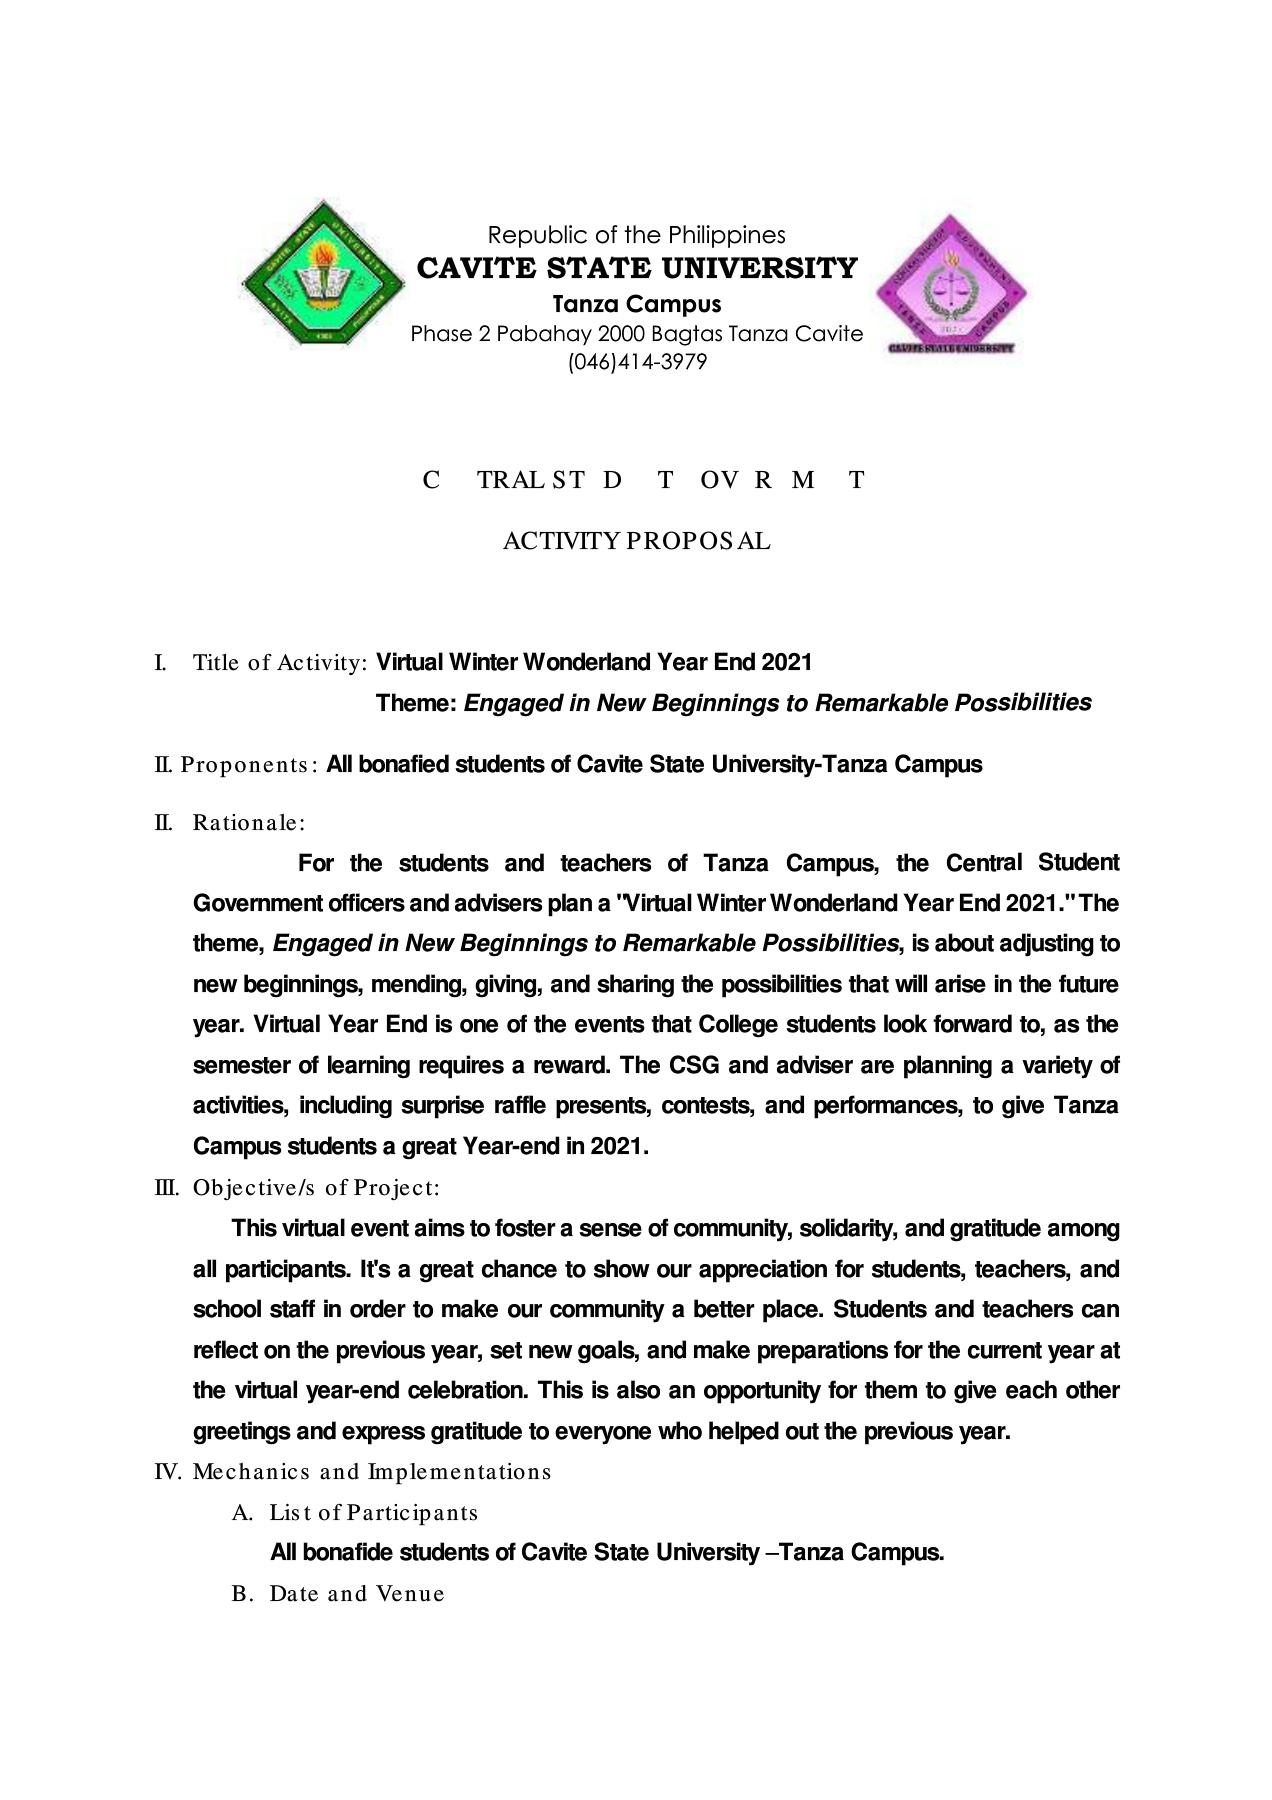 Republic of the Philippines
CAVITE STATE UNIVERSITY
Tanza Campus
Phase 2 Pabahay 2000 Bagtas Tanza Cavite
(046)414-3979
CAVITE STATE UNIVERSITY
C TRAL ST D T OV R M T
ACTIVITY PROPOSAL
I. Title of Activity: Virtual Winter Wonderland Year End 2021
Theme: Engaged in New Beginnings to Remarkable Possibilities
II. Proponents: All bonafied students of Cavite State University-Tanza Campus
II. Rationale:
For the students and teachers of Tanza Campus, the Central Student
Government officers and advisers plan a "Virtual Winter Wonderland Year End 2021." The
theme, Engaged in New Beginnings to Remarkable Possibilities, is about adjusting to
new beginnings, mending, giving, and sharing the possibilities that will arise in the future
year. Virtual Year End is one of the events that College students look forward to, as the
semester of learning requires a reward. The CSG and adviser are planning a variety of
activities, including surprise raffle presents, contests, and performances, to give Tanza
Campus students a great Year-end in 2021.
III. Objective/s of Project:
This virtual event aims to foster a sense of community, solidarity, and gratitude among
all participants. It's a great chance to show our appreciation for students, teachers, and
school staff in order to make our community a better place. Students and teachers can
reflect on the previous year, set new goals, and make preparations for the current year at
the virtual year-end celebration. This is also an opportunity for them to give each other
greetings and express gratitude to everyone who helped out the previous year.
IV. Mechanics and Implementations
A. List of Participants
All bonafide students of Cavite State University –Tanza Campus.
B. Date and Venue